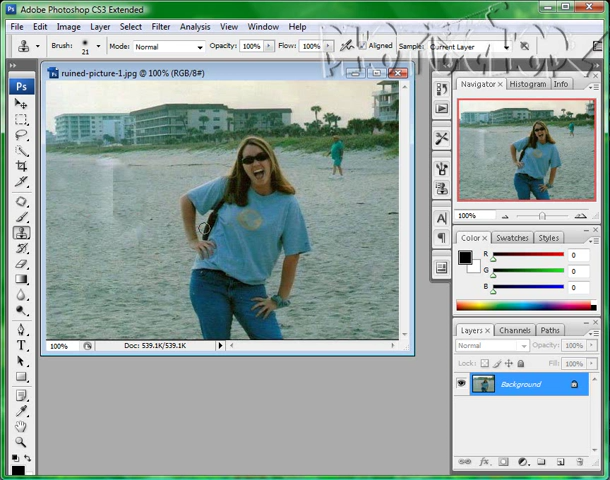 Adobe Photoshop CS3 Extended
PhotoshopTops
File Edit Image Layer Select Filter Analysis View Window Help
Brush: 21 Mode: Normal Opacity: 100% Flow: 100% Aligned Sample: Current Layer
ruined-picture-1.jpg @ 100% (RGB/8#)
Ps
Navigator x Histogram Info
100%
Color x Swatches Styles
R 0
G 0
B 0
Layers x Channels Paths
Normal Opacity: 100%
Lock: Fill: 100%
Background
100% Doc: 539.1K/539.1K